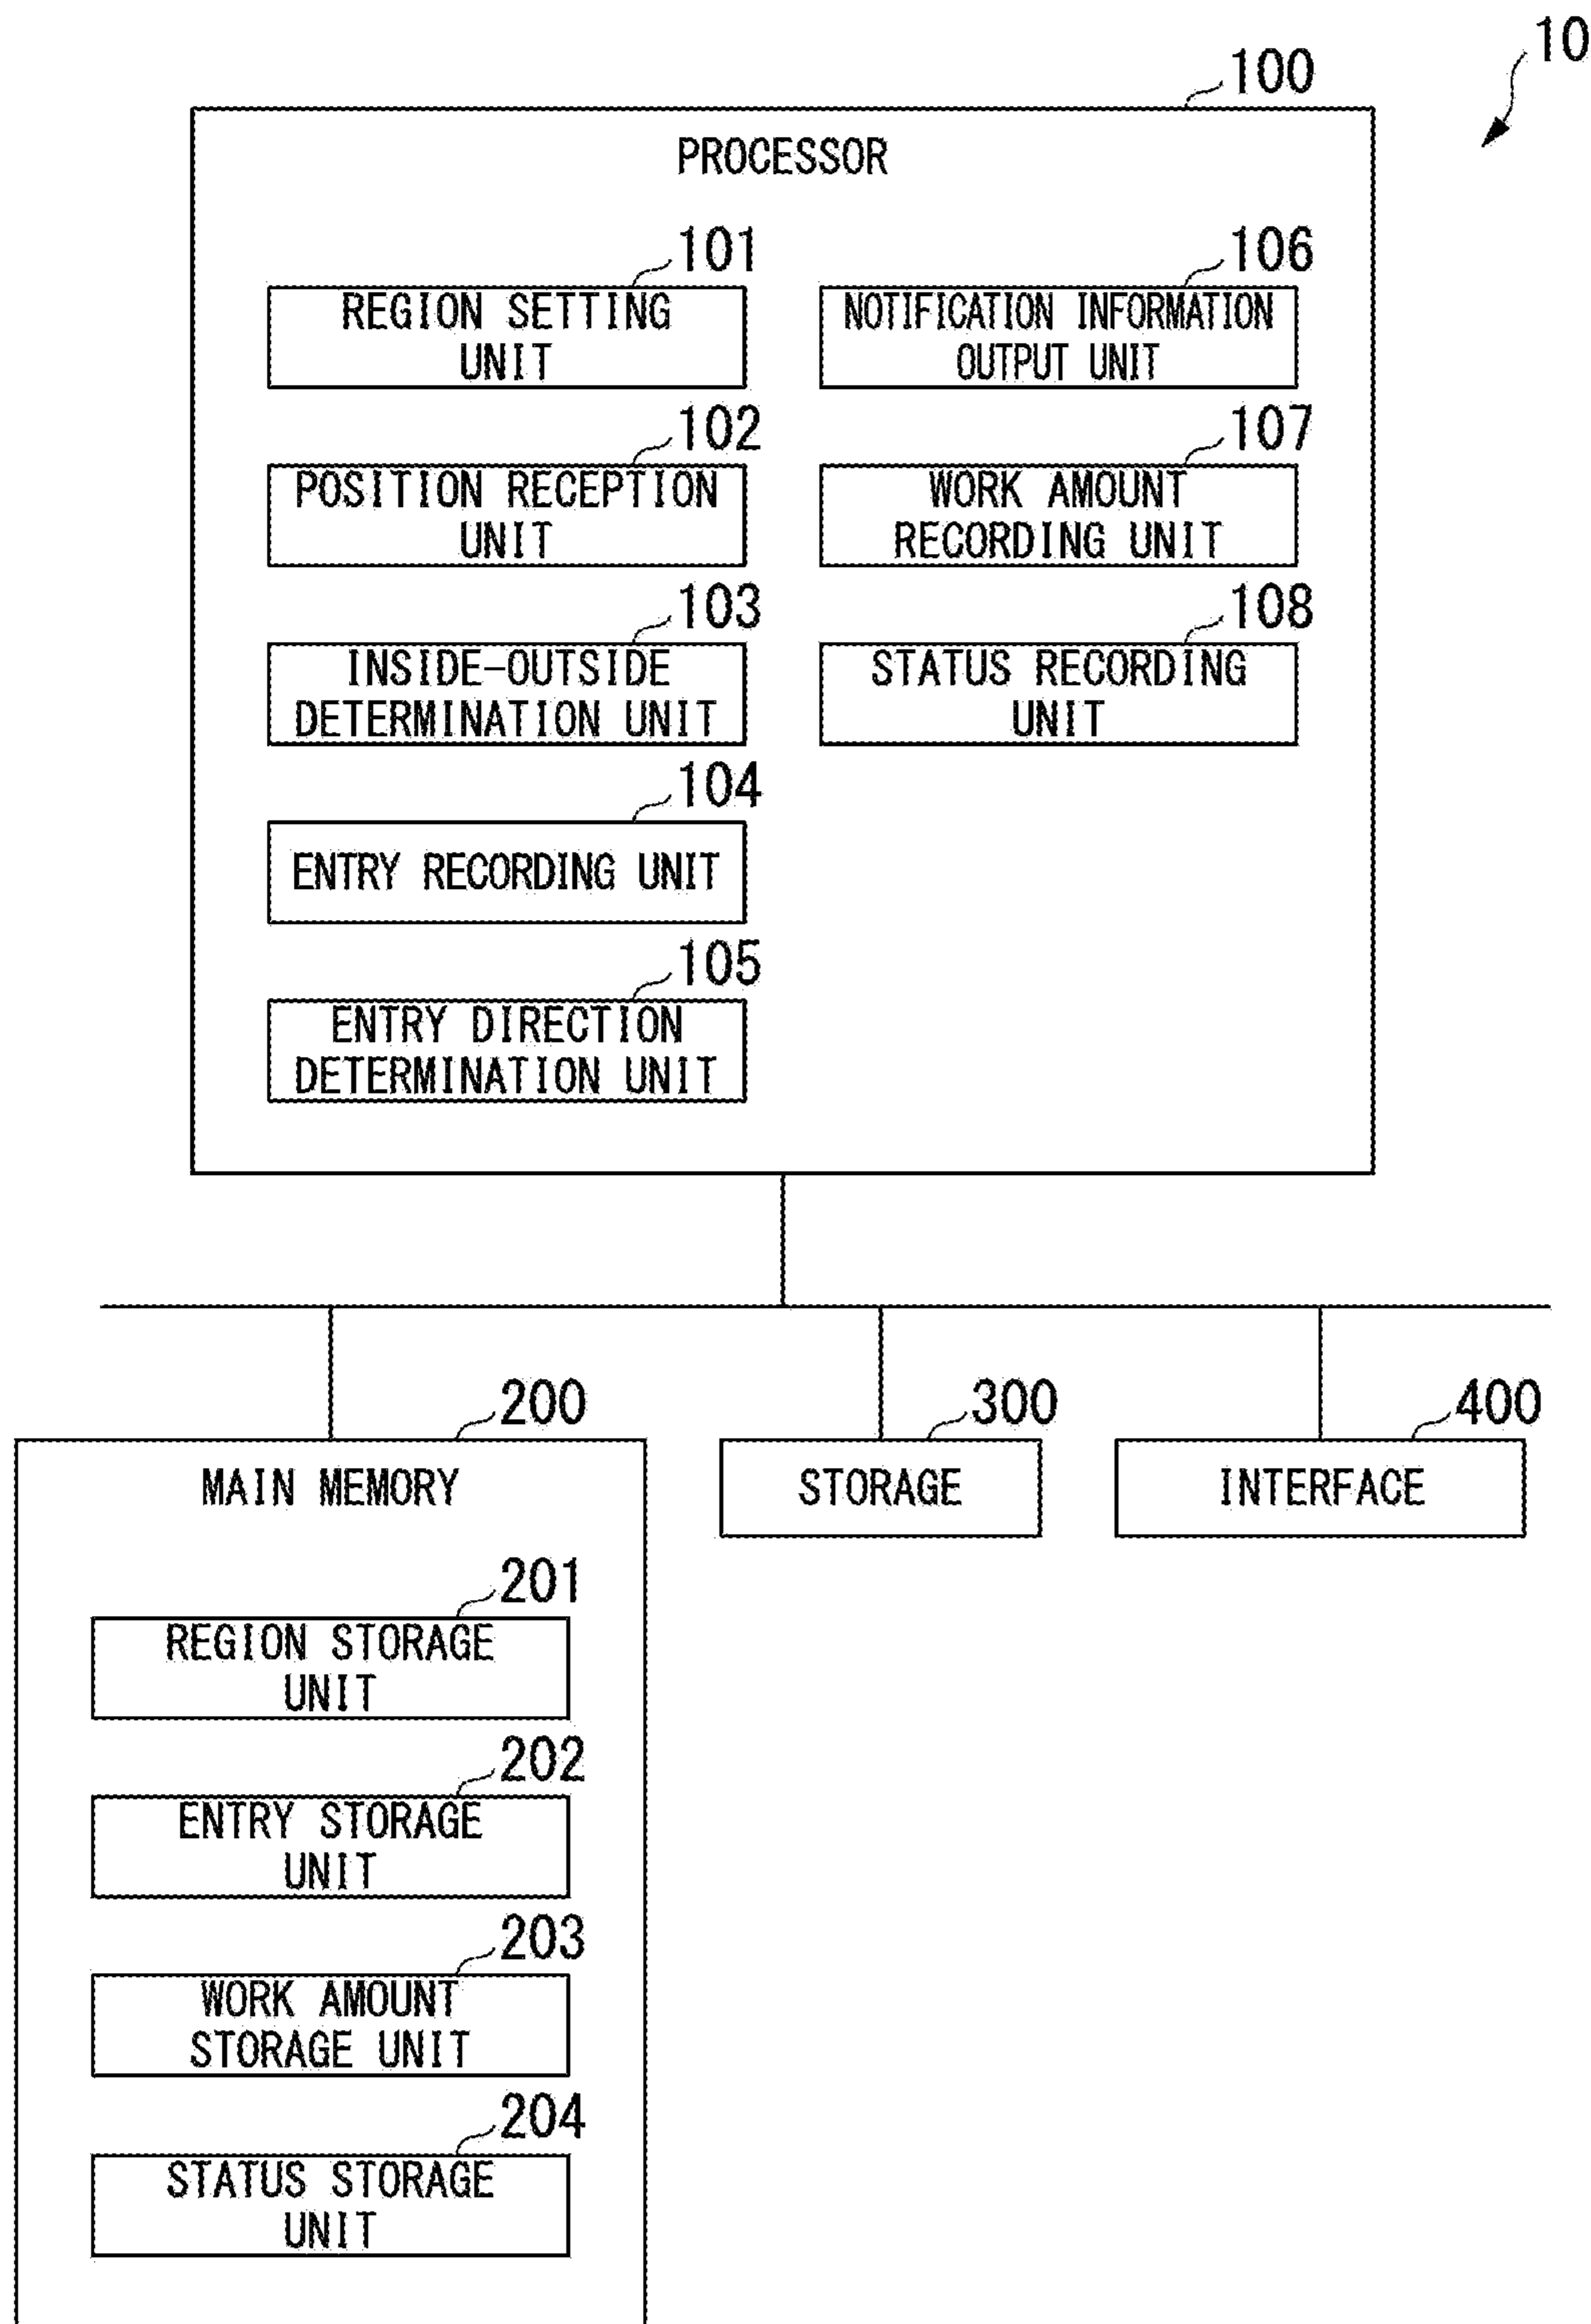 10
100
PROCESSOR
101
REGION SETTING
UNIT
102
POSITION RECEPTION
UNIT
103
INSIDE-OUTSIDE
DETERMINATION UNIT
104
ENTRY RECORDING UNIT
105
ENTRY DIRECTION
DETERMINATION UNIT
106
NOTIFICATION INFORMATION
OUTPUT UNIT
107
WORK AMOUNT
RECORDING UNIT
108
STATUS RECORDING
UNIT
200
MAIN MEMORY
201
REGION STORAGE
UNIT
202
ENTRY STORAGE
UNIT
203
WORK AMOUNT
STORAGE UNIT
204
STATUS STORAGE
UNIT
300
STORAGE
400
INTERFACE